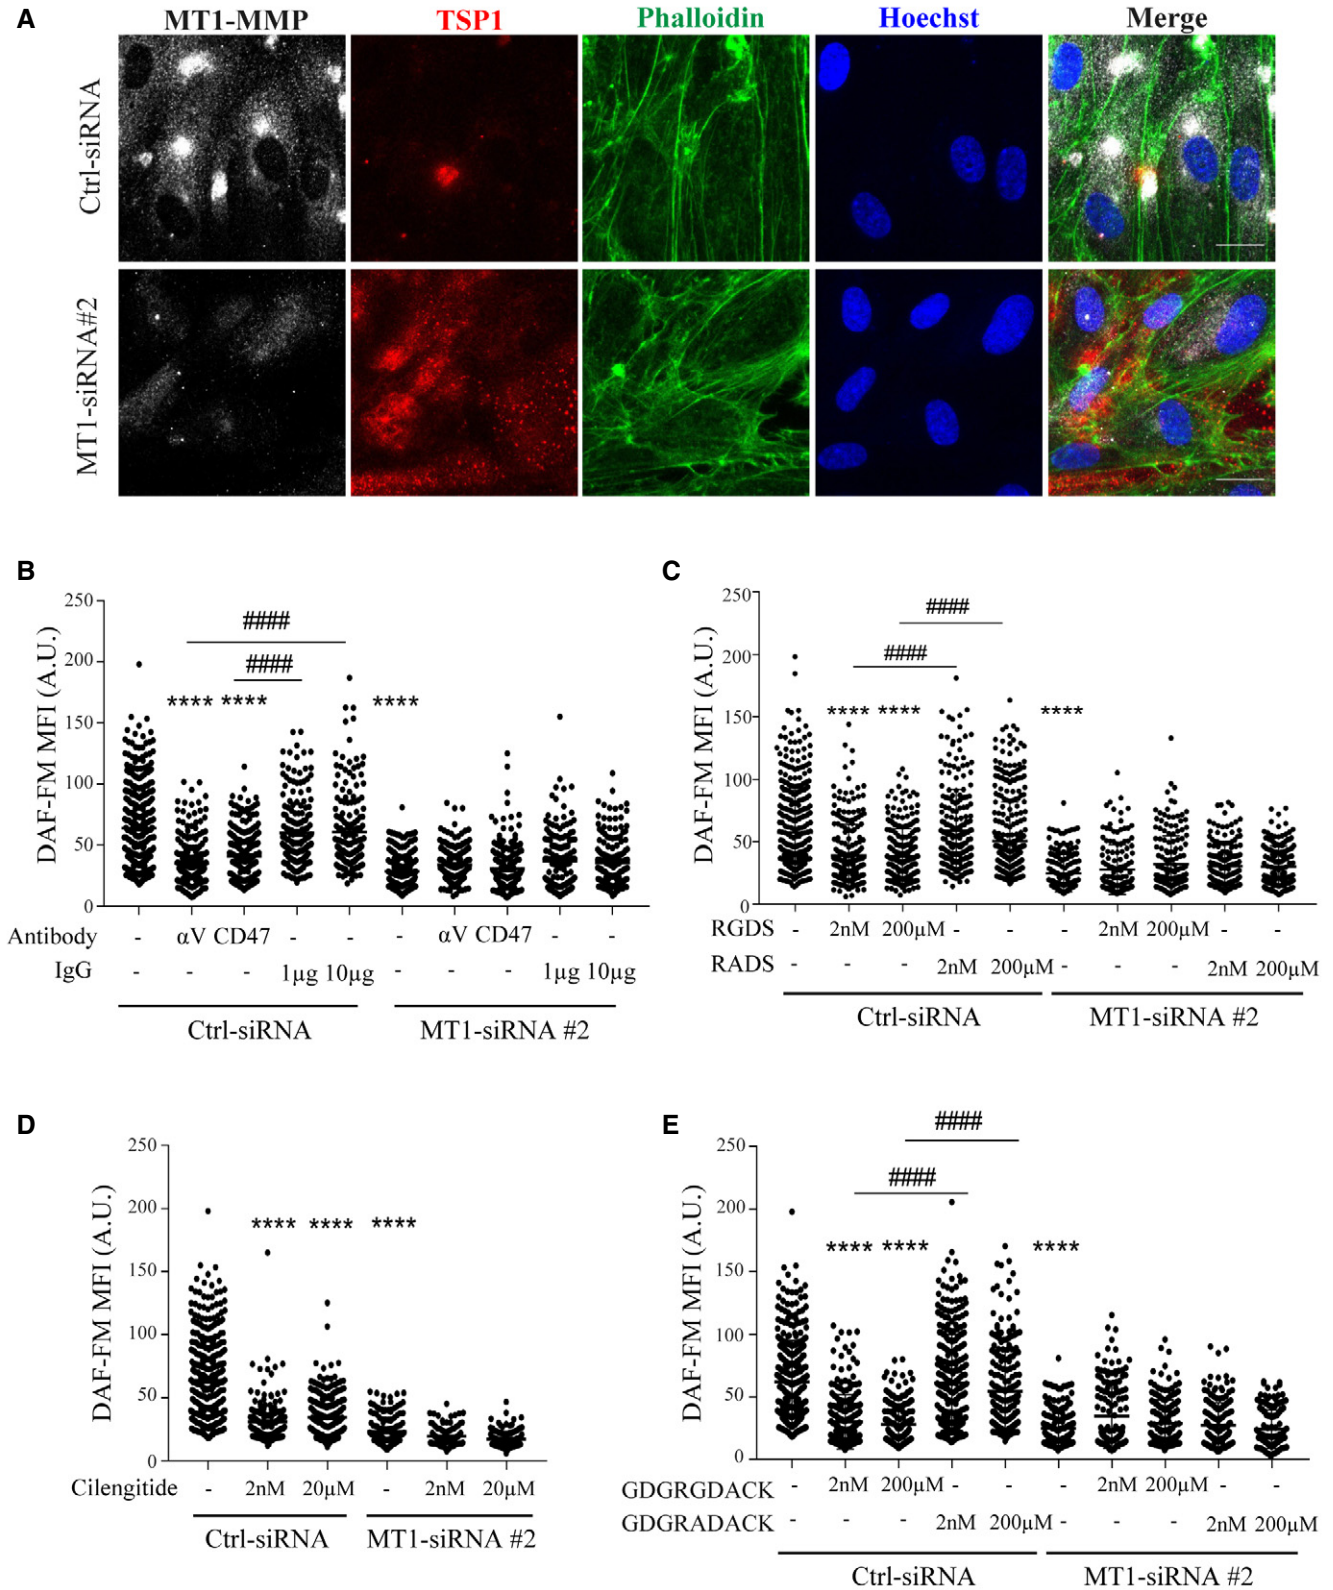 A
MT1-MMP TSP1 Phalloidin Hoechst Merge
Ctrl-siRNA
MT1-siRNA#2
B
DAF-FM MFI (A.U.)
250
200
150
100
50
0
####
####
**** **** ****
Antibody - αV CD47 - - - αV CD47 - -
IgG - - - 1µg 10µg - - - 1µg 10µg
Ctrl-siRNA MT1-siRNA #2
C
DAF-FM MFI (A.U.)
250
200
150
100
50
0
####
####
**** **** ****
RGDS - 2nM 200µM - - - 2nM 200µM - -
RADS - - - 2nM 200µM - - - 2nM 200µM
Ctrl-siRNA MT1-siRNA #2
D
DAF-FM MFI (A.U.)
250
200
150
100
50
0
**** **** ****
Cilengitide - 2nM 20µM - 2nM 20µM
Ctrl-siRNA MT1-siRNA #2
E
DAF-FM MFI (A.U.)
250
200
150
100
50
0
####
####
**** **** ****
GDGRGDACK - 2nM 200µM - - - 2nM 200µM - -
GDGRADACK - - - 2nM 200µM - - - 2nM 200µM
Ctrl-siRNA MT1-siRNA #2